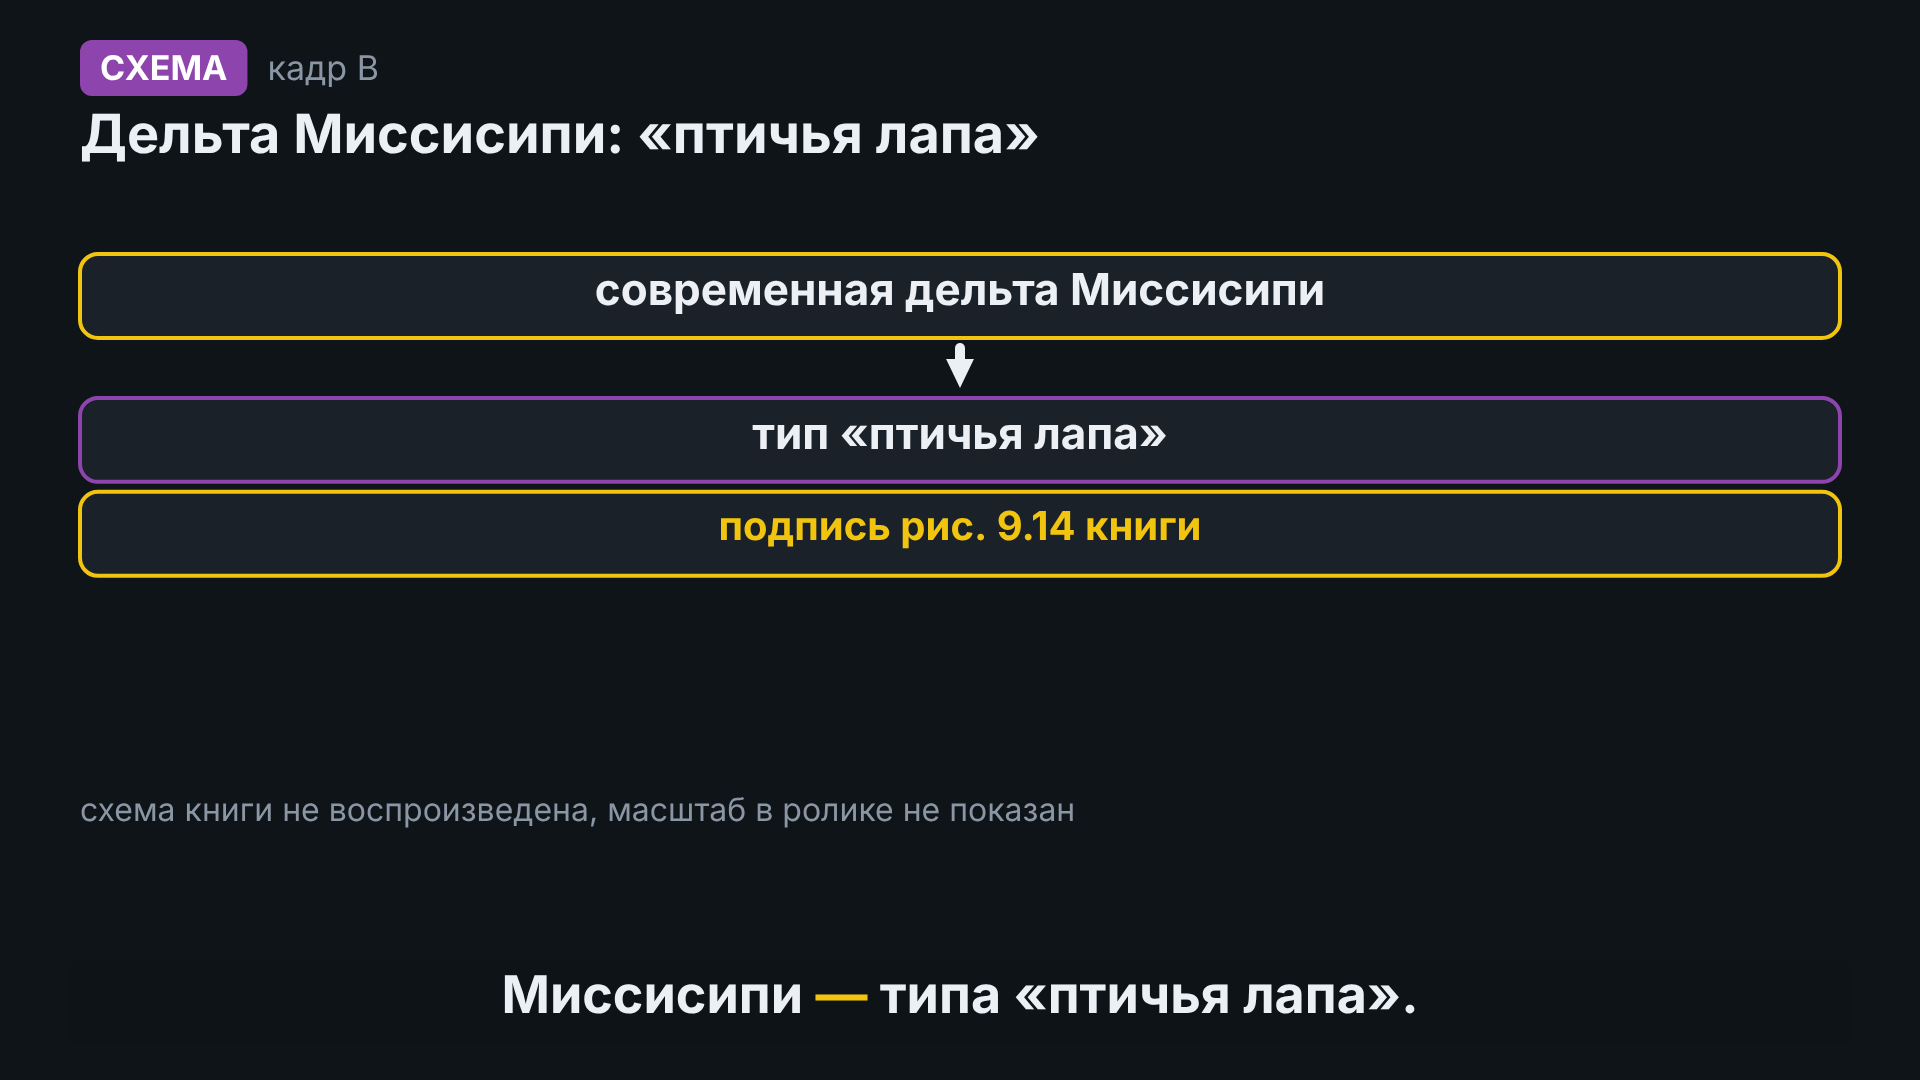 СХЕМА кадр В
Дельта Миссисипи: «птичья лапа»
современная дельта Миссисипи
тип «птичья лапа»
подпись рис. 9.14 книги
схема книги не воспроизведена, масштаб в ролике не показан
Миссисипи — типа «птичья лапа».